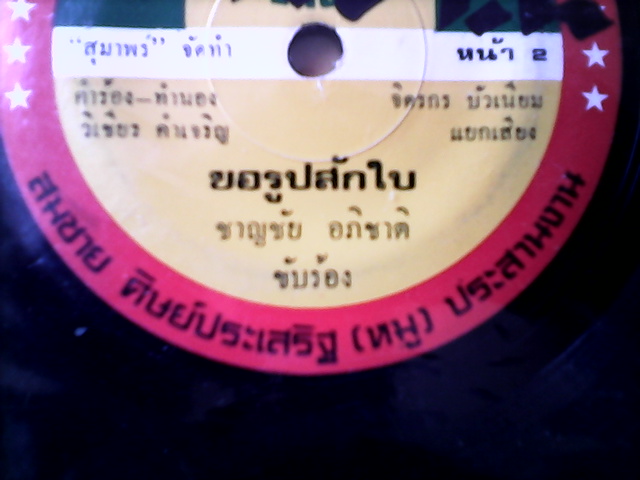 “สุมาพร” จัดทำ หน้า 2
คำร้อง-ทำนอง จิตรกร บัวเนียม
วิเชียร คำเจริญ แยกเสียง
ขอรูปสักใบ
ชาญชัย อภิชาติ
ขับร้อง
สมชาย ศิษย์ประเสริฐ (หมู) ประสานงาน